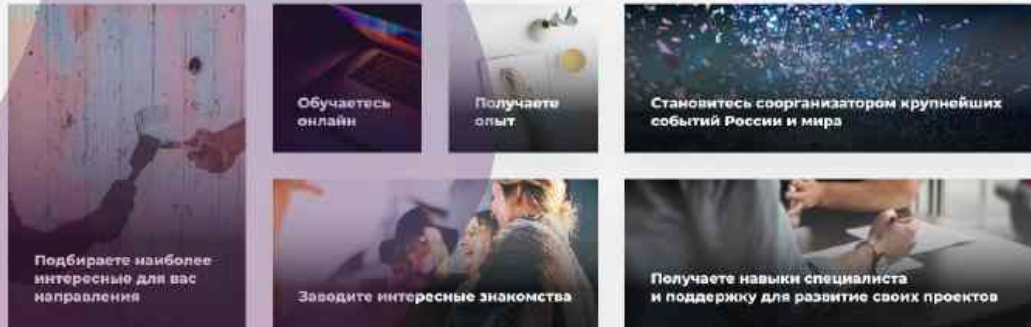 Обучаетесь
онлайн
Получаете
опыт
Становитесь соорганизатором крупнейших
событий России и мира
Подбираете наиболее
интересные для вас
направления
Заводите интересные знакомства
Получаете навыки специалиста
и поддержку для развитие своих проектов